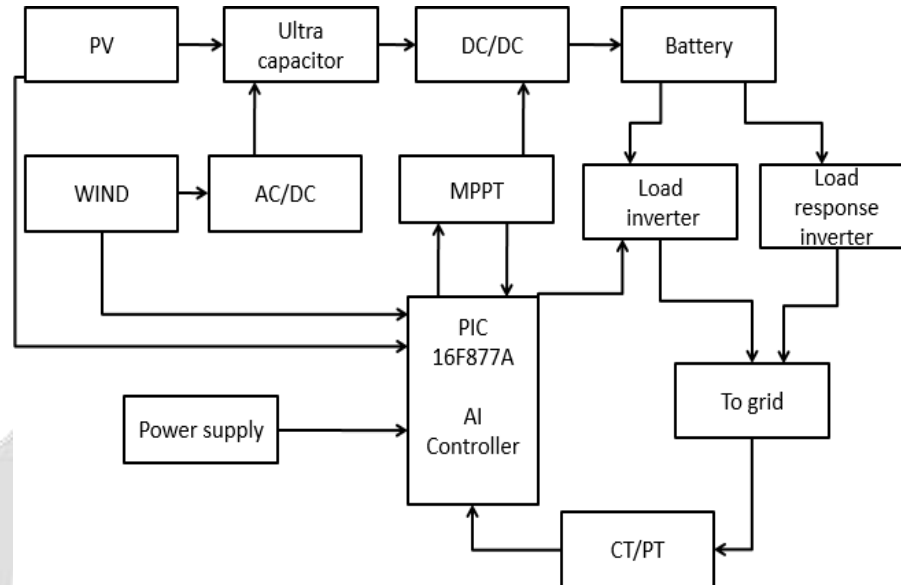 PV
Ultra
capacitor
DC/DC
Battery
WIND
AC/DC
MPPT
Load
inverter
Load
response
inverter
PIC
16F877A
AI
Controller
To grid
Power supply
CT/PT